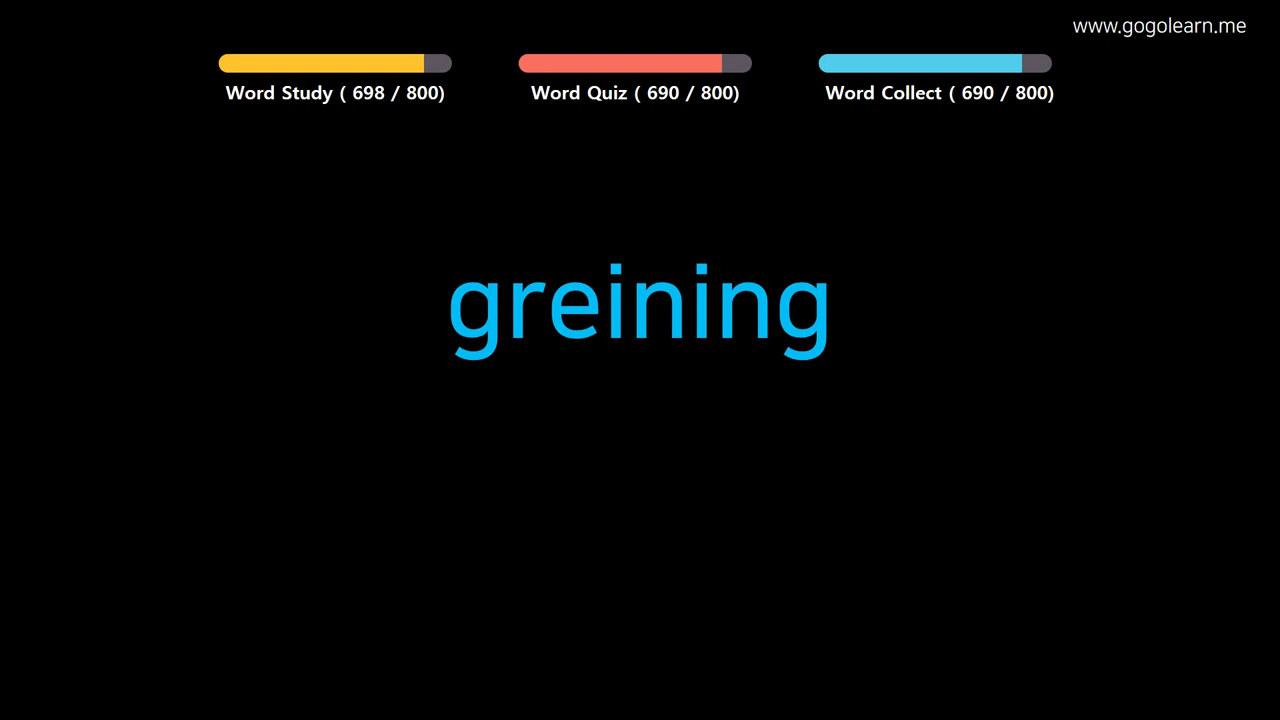 www.gogolearn.me
Word Study ( 698 / 800)
Word Quiz ( 690 / 800)
Word Collect ( 690 / 800)
greining